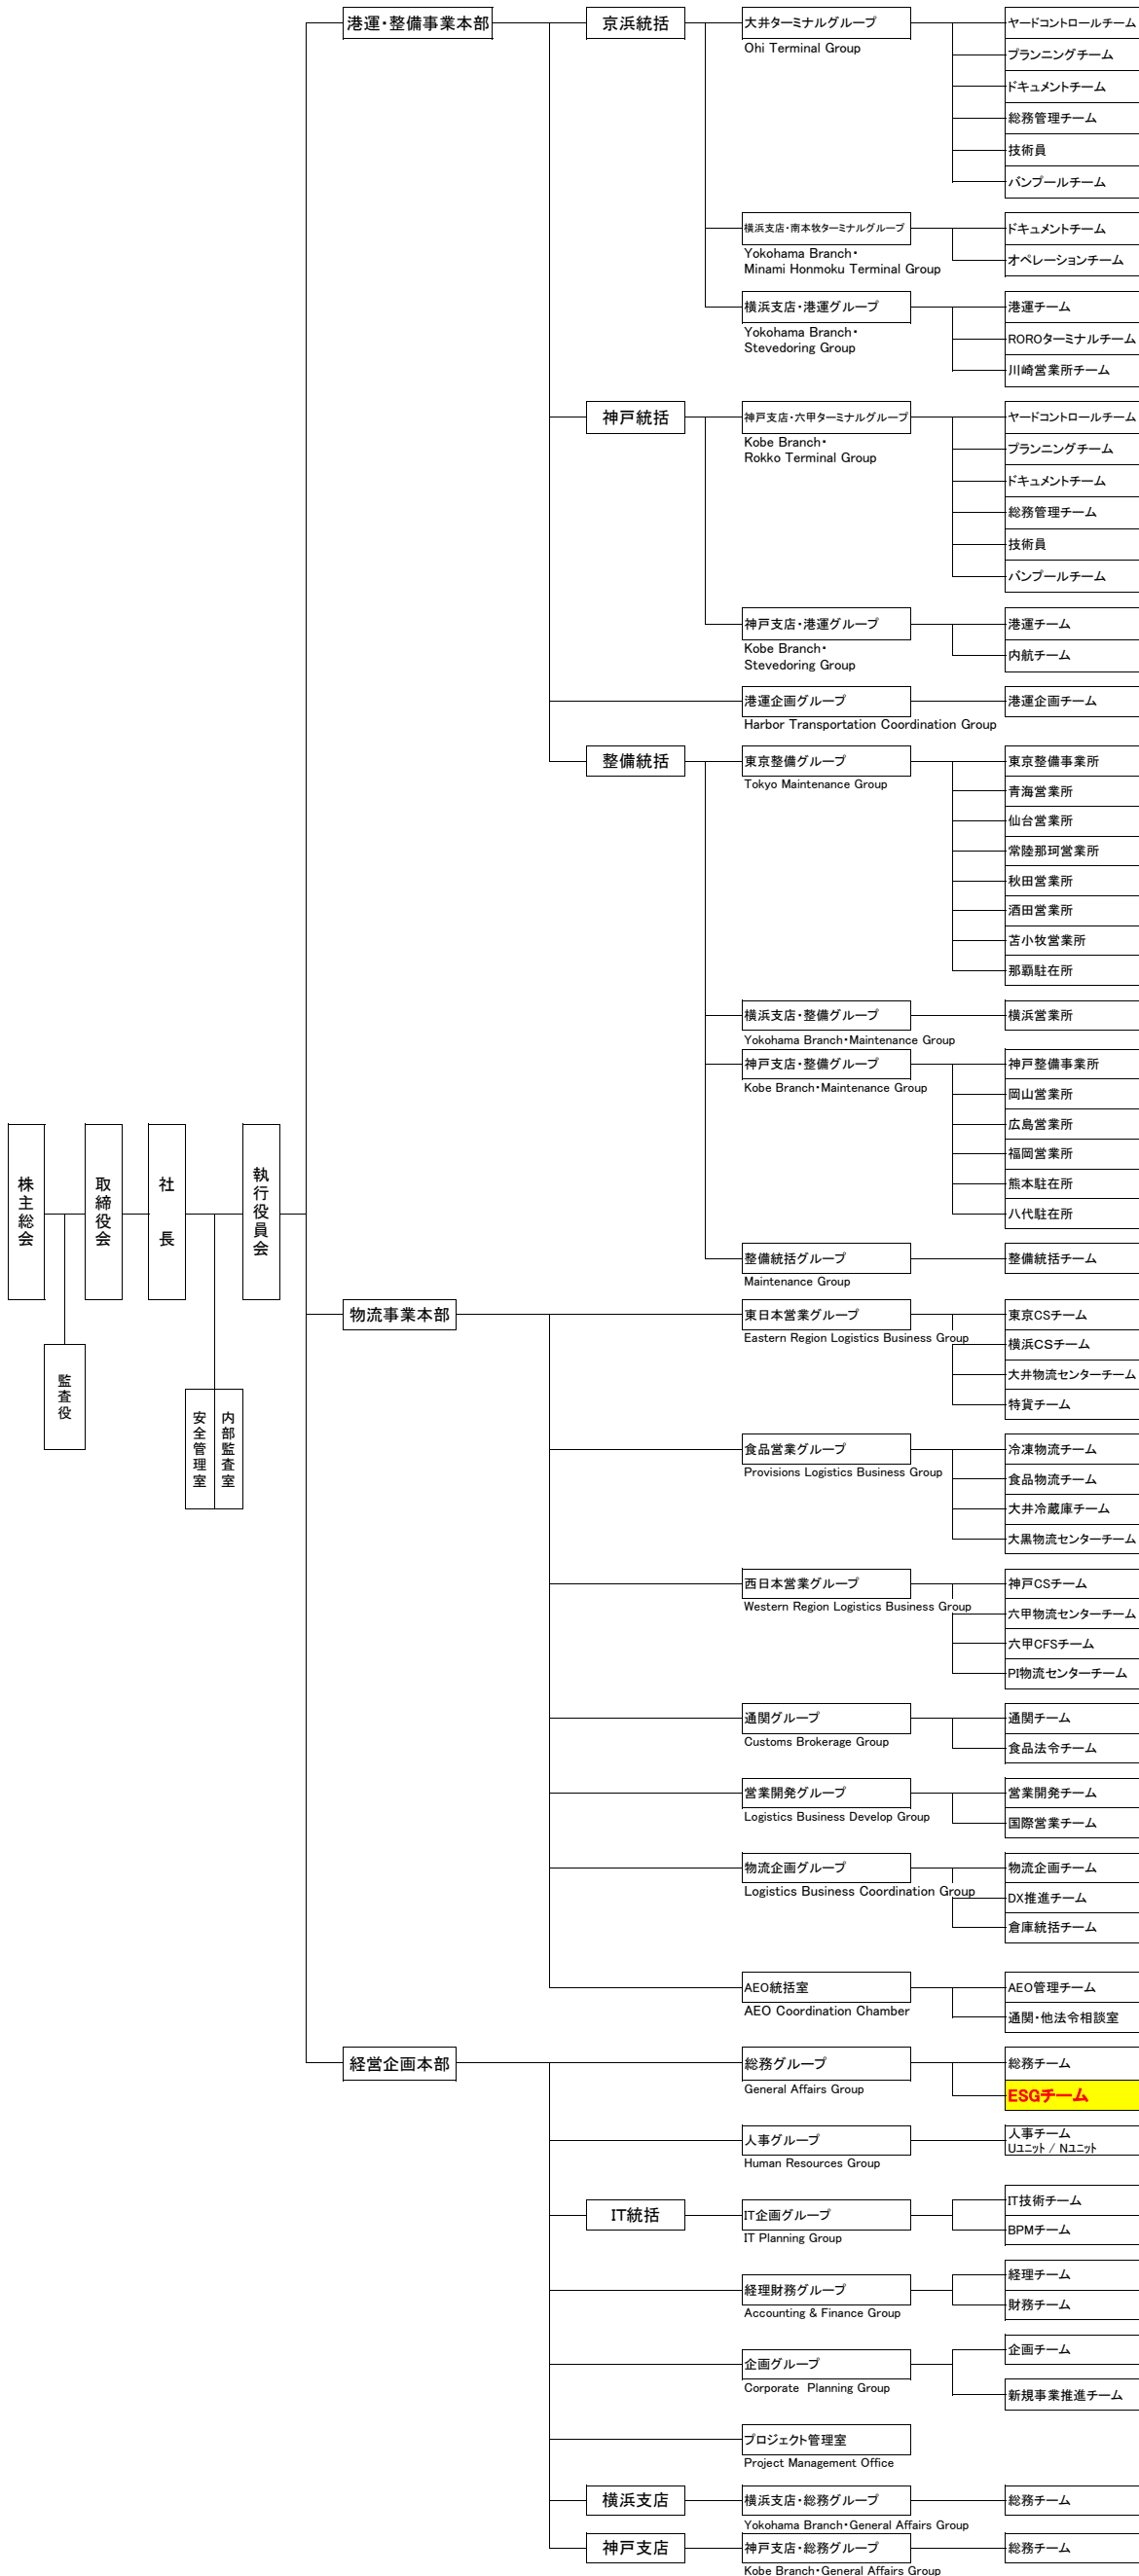 港運・整備事業本部
京浜統括
大井ターミナルグループ
Ohi Terminal Group
ヤードコントロールチーム
プランニングチーム
ドキュメントチーム
総務管理チーム
技術員
バンプールチーム
横浜支店・南本牧ターミナルグループ
Yokohama Branch・
Minami Honmoku Terminal Group
ドキュメントチーム
オペレーションチーム
横浜支店・港運グループ
Yokohama Branch・
Stevedoring Group
港運チーム
ROROターミナルチーム
川崎営業所チーム
神戸統括
神戸支店・六甲ターミナルグループ
Kobe Branch・
Rokko Terminal Group
ヤードコントロールチーム
プランニングチーム
ドキュメントチーム
総務管理チーム
技術員
バンプールチーム
神戸支店・港運グループ
Kobe Branch・
Stevedoring Group
港運チーム
内航チーム
港運企画グループ
Harbor Transportation Coordination Group
港運企画チーム
整備統括
東京整備グループ
Tokyo Maintenance Group
東京整備事業所
青海営業所
仙台営業所
常陸那珂営業所
秋田営業所
酒田営業所
苫小牧営業所
那覇駐在所
横浜支店・整備グループ
Yokohama Branch・Maintenance Group
横浜営業所
神戸支店・整備グループ
Kobe Branch・Maintenance Group
神戸整備事業所
岡山営業所
広島営業所
福岡営業所
熊本駐在所
八代駐在所
整備統括グループ
Maintenance Group
整備統括チーム
株主総会
取締役会
社長
執行役員会
監査役
安全管理室
内部監査室
物流事業本部
東日本営業グループ
Eastern Region Logistics Business Group
東京CSチーム
横浜CSチーム
大井物流センターチーム
特貨チーム
食品営業グループ
Provisions Logistics Business Group
冷凍物流チーム
食品物流チーム
大井冷蔵庫チーム
大黒物流センターチーム
西日本営業グループ
Western Region Logistics Business Group
神戸CSチーム
六甲物流センターチーム
六甲CFSチーム
PI物流センターチーム
通関グループ
Customs Brokerage Group
通関チーム
食品法令チーム
営業開発グループ
Logistics Business Develop Group
営業開発チーム
国際営業チーム
物流企画グループ
Logistics Business Coordination Group
物流企画チーム
DX推進チーム
倉庫統括チーム
AEO統括室
AEO Coordination Chamber
AEO管理チーム
通関・他法令相談室
経営企画本部
総務グループ
General Affairs Group
総務チーム
ESGチーム
人事グループ
Human Resources Group
人事チーム
Uユニット / Nユニット
IT統括
IT企画グループ
IT Planning Group
IT技術チーム
BPMチーム
経理財務グループ
Accounting & Finance Group
経理チーム
財務チーム
企画グループ
Corporate Planning Group
企画チーム
新規事業推進チーム
プロジェクト管理室
Project Management Office
横浜支店
横浜支店・総務グループ
Yokohama Branch・General Affairs Group
総務チーム
神戸支店
神戸支店・総務グループ
Kobe Branch・General Affairs Group
総務チーム